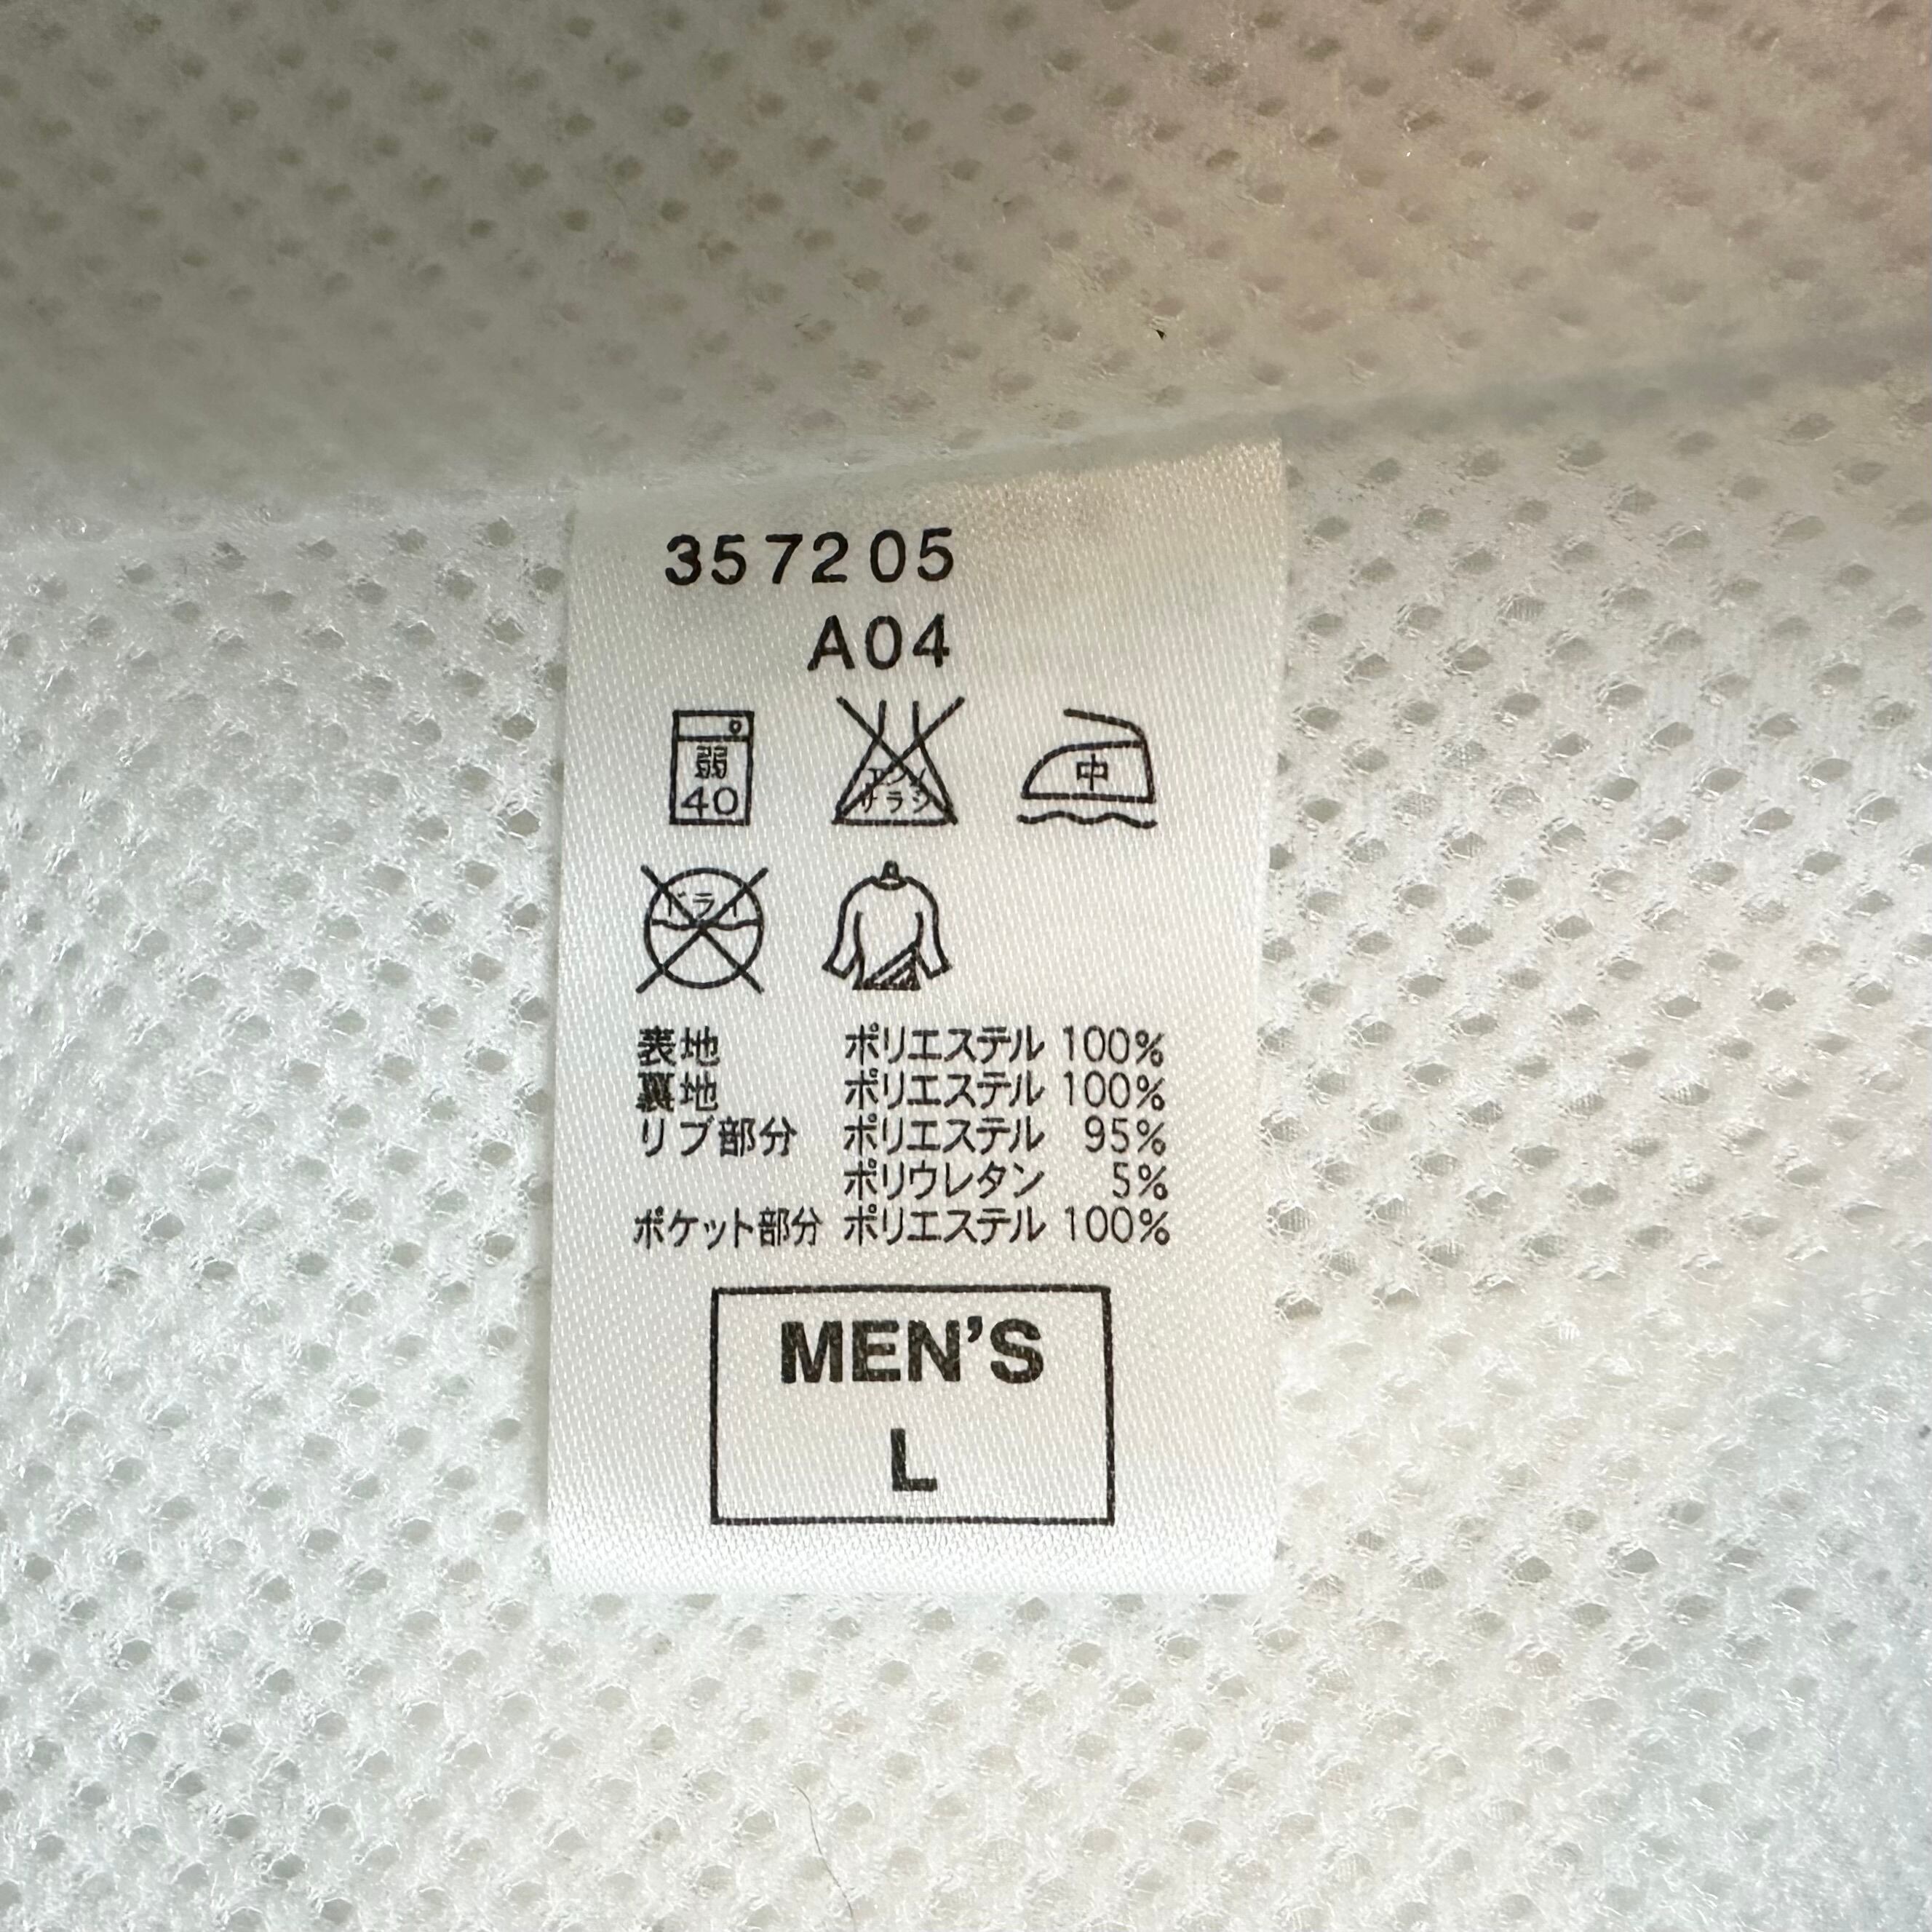 357205
A04
弱
40
エンソ
サラシ
中
ドライ
表地 ポリエステル 100%
裏地 ポリエステル 100%
リブ部分 ポリエステル 95%
ポリウレタン 5%
ポケット部分 ポリエステル 100%
MEN'S
L